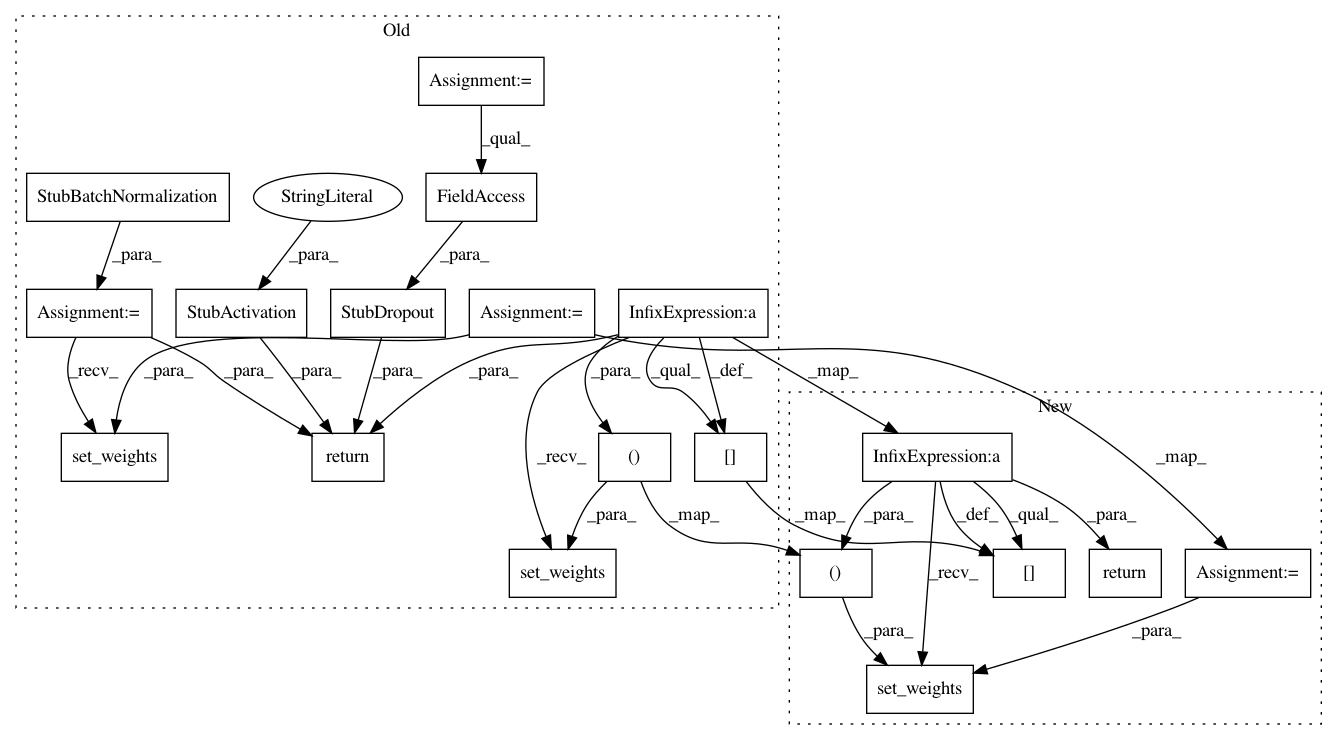 Old
Assignment:=
_qual_
StubBatchNormalization
StringLiteral
FieldAccess
_para_
_para_
_para_
Assignment:=
StubActivation
StubDropout
Assignment:=
InfixExpression:a
_recv_
_para_
_para_
_para_
_para_
_para_
_para_
_qual_
_def_
_map_
New
set_weights
return
_recv_
()
[]
InfixExpression:a
_map_
_para_
_map_
_map_
_para_
_def_
_qual_
_para_
set_weights
()
_recv_
[]
return
Assignment:=
_para_
_para_
set_weights